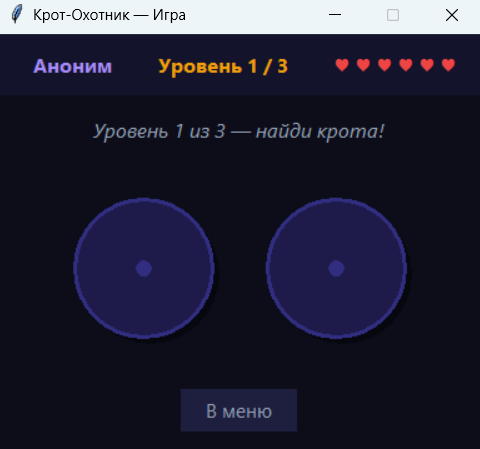 Крот-Охотник — Игра
Аноним Уровень 1 / 3
Уровень 1 из 3 — найди крота!
В меню